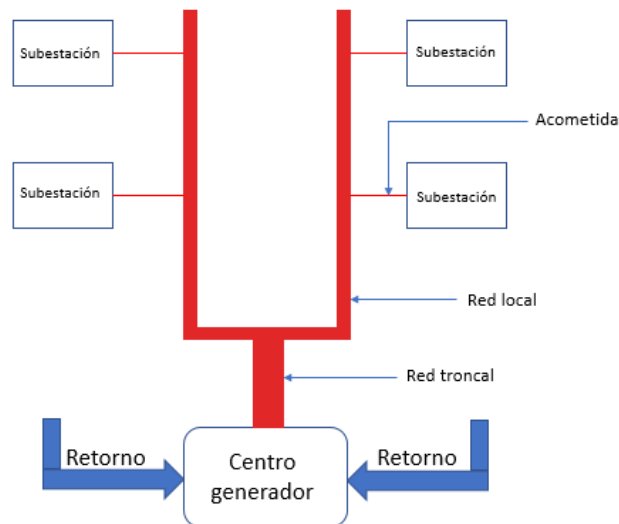 Subestación
Subestación
Acometida
Subestación
Subestación
Red local
Red troncal
Retorno
Centro
generador
Retorno